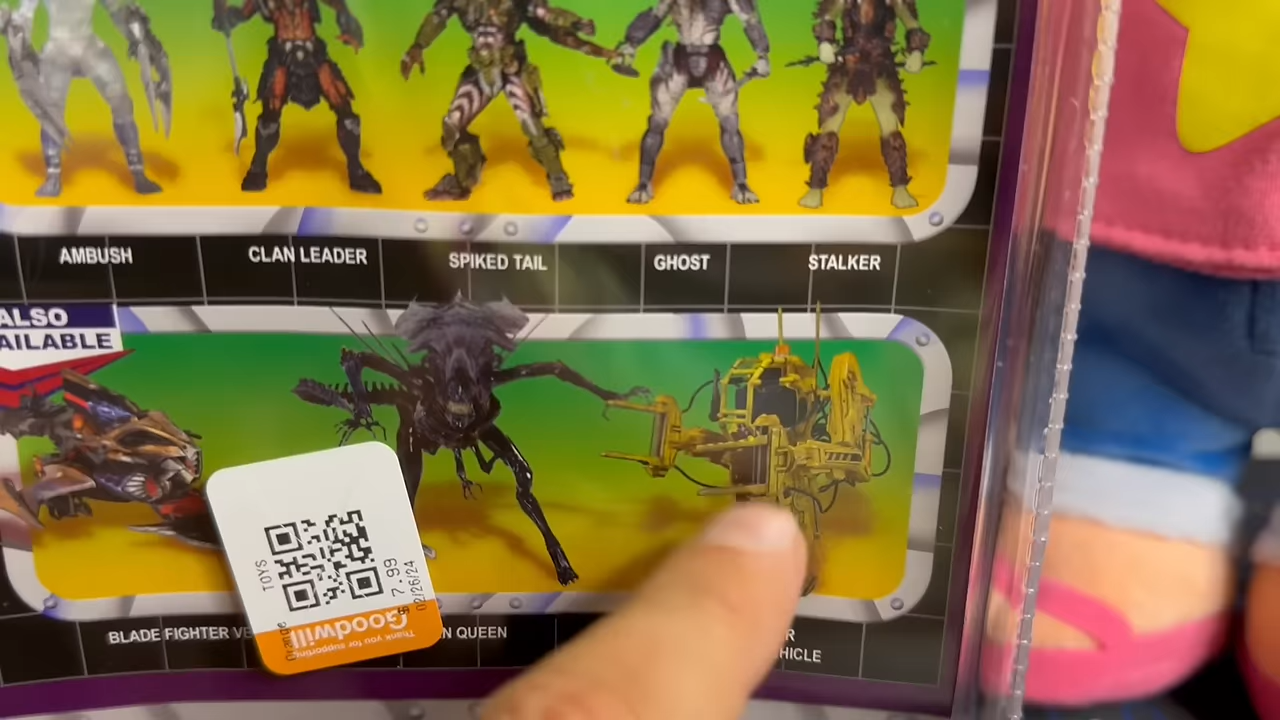 AMBUSH
CLAN LEADER
SPIKED TAIL
GHOST
STALKER
ALSO
AILABLE
BLADE FIGHTER VE
N QUEEN
R
HICLE
TOYS
$ 7.99
02/26/24
Orange
Goodwill
Thank you for supporting